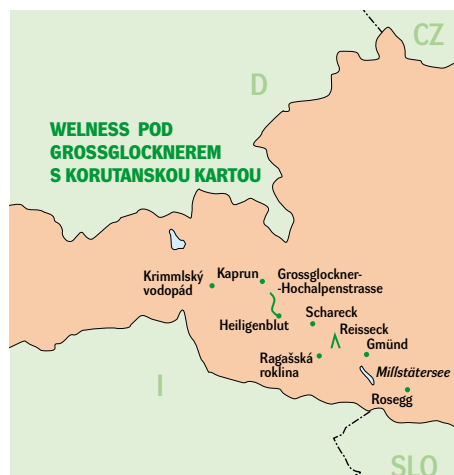 CZ
D
WELNESS POD
GROSSGLOCKNEREM
S KORUTANSKOU KARTOU
Krimmlský
vodopád
Kaprun
Grossglockner-
-Hochalpenstrasse
Heiligenblut
Schareck
Reisseck
Gmünd
Ragašská
roklina
Millstätersee
Rosegg
I
SLO